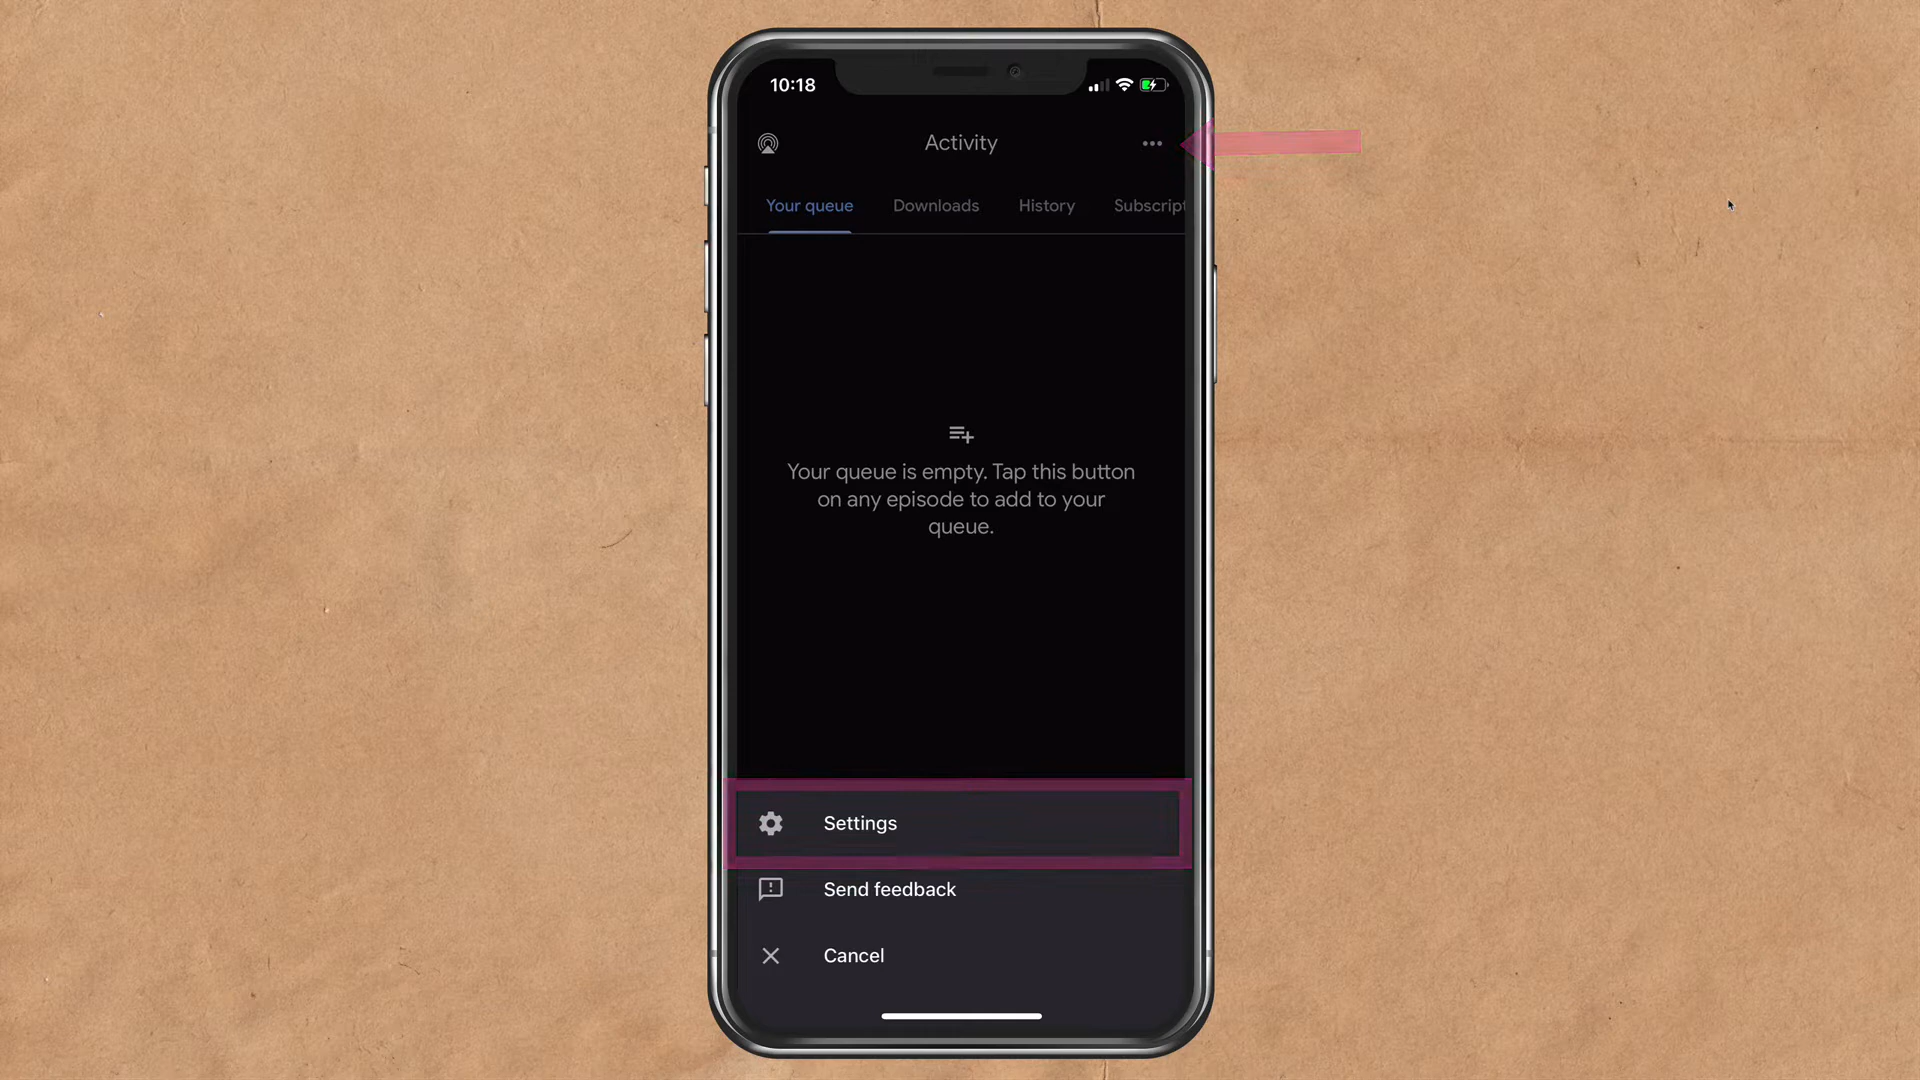 10:18
Activity
Your queue
Downloads
History
Subscript
Your queue is empty. Tap this button
on any episode to add to your
queue.
Settings
Send feedback
Cancel